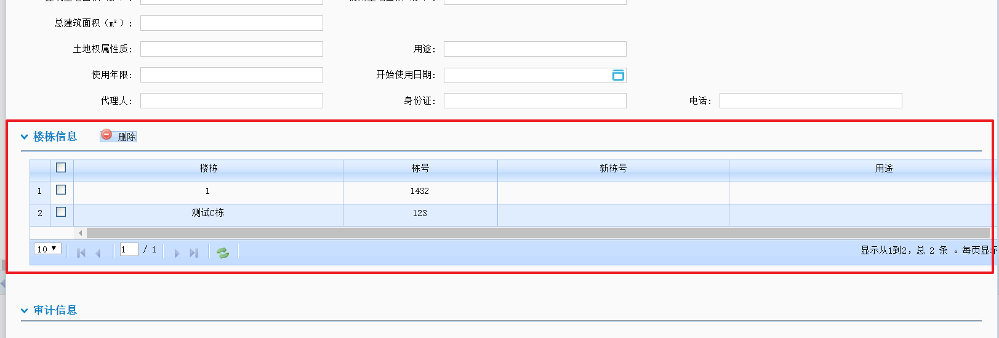 总建筑面积（m²）：
土地权属性质： 用途：
使用年限： 开始使用日期：
代理人： 身份证： 电话：
楼栋信息 删除
楼栋 栋号 新栋号 用途
1 1 1432
2 测试C栋 123
10 1 / 1 显示从1到2，总 2 条 。每页显示
审计信息